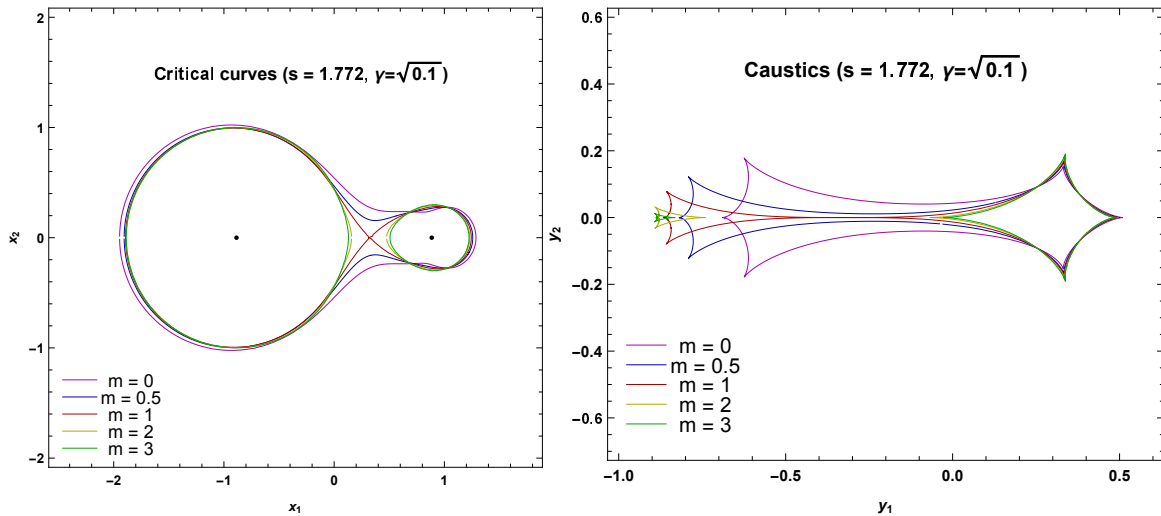 Critical curves (s = 1.772, γ=√0.1)
2
1
0
−1
−2
x₂
−2
−1
0
1
x₁
m = 0
m = 0.5
m = 1
m = 2
m = 3
Caustics (s = 1.772, γ=√0.1)
0.6
0.4
0.2
0.0
−0.2
−0.4
−0.6
y₂
−1.0
−0.5
0.0
0.5
y₁
m = 0
m = 0.5
m = 1
m = 2
m = 3